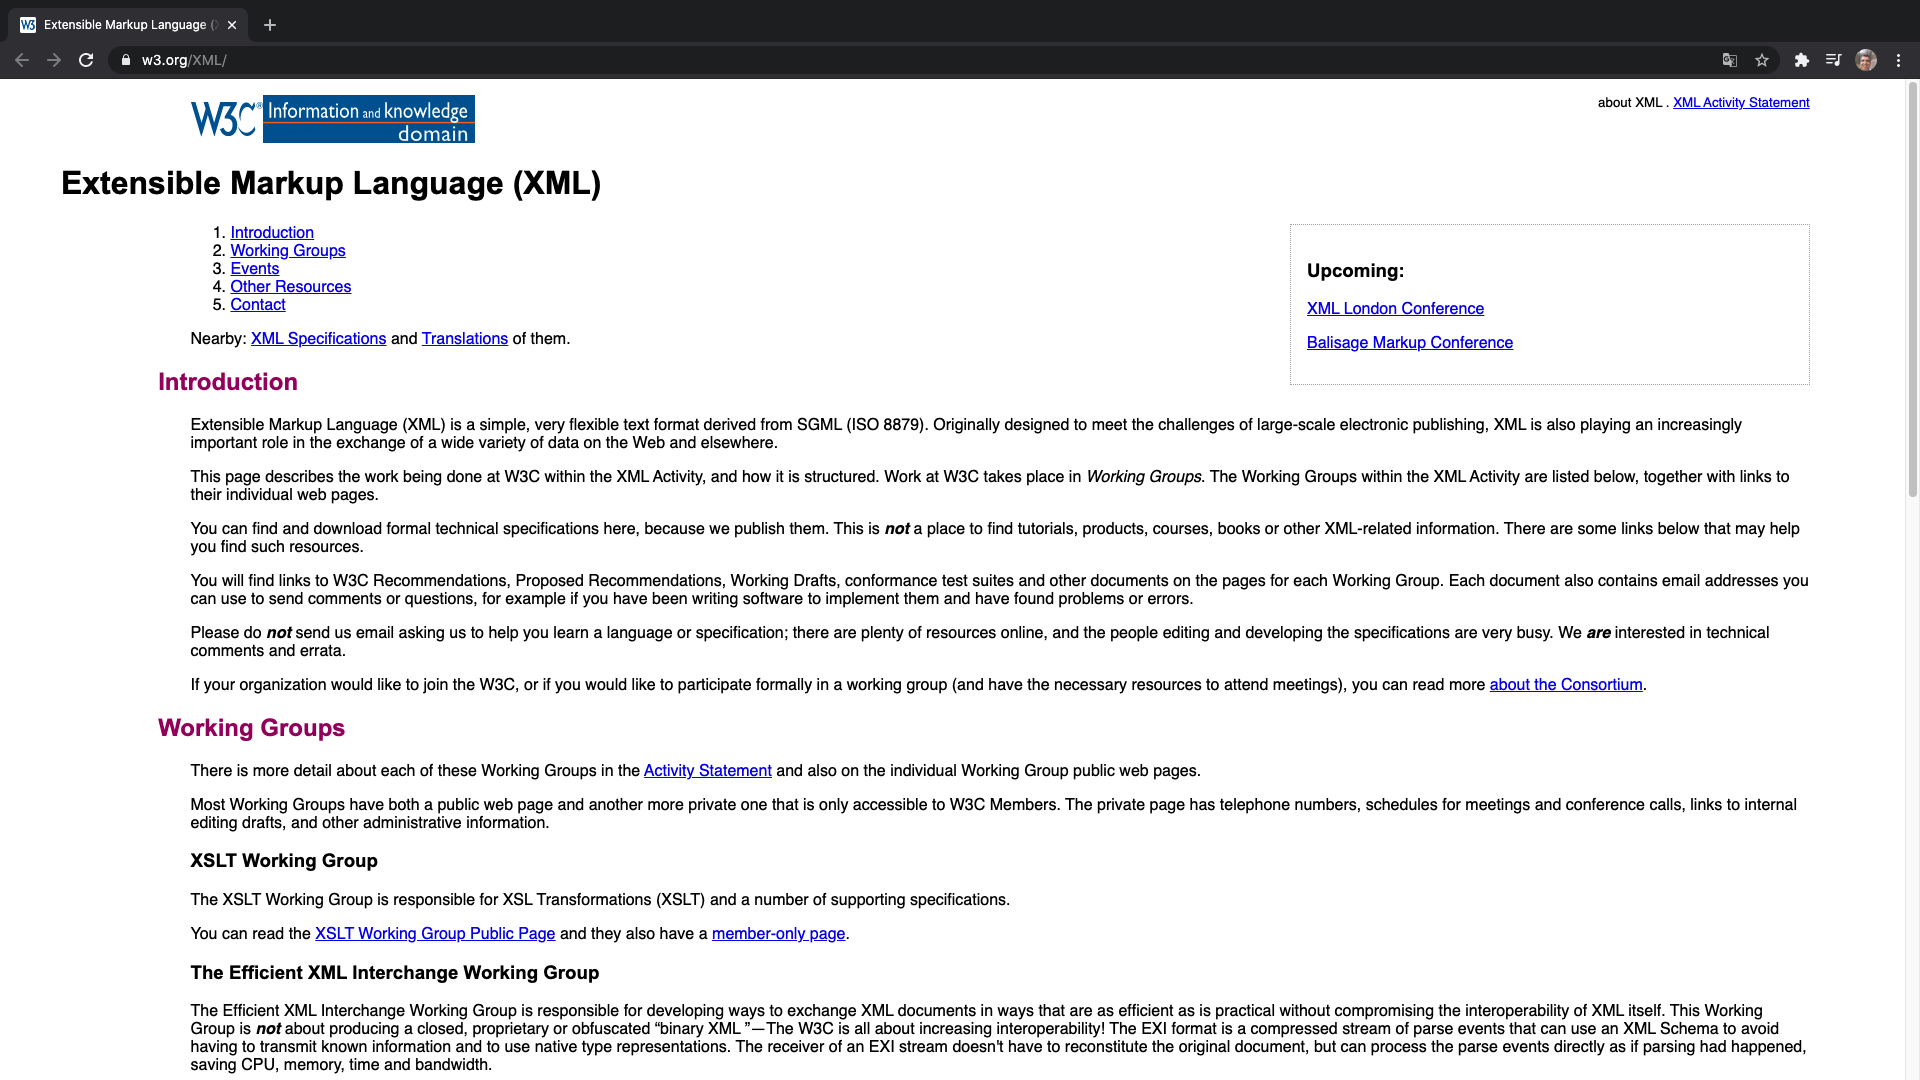 Extensible Markup Language (
w3.org/XML/
W3C® Information and knowledge
domain
about XML . XML Activity Statement
Extensible Markup Language (XML)
1. Introduction
2. Working Groups
3. Events
4. Other Resources
5. Contact
Upcoming:
XML London Conference
Balisage Markup Conference
Nearby: XML Specifications and Translations of them.
Introduction
Extensible Markup Language (XML) is a simple, very flexible text format derived from SGML (ISO 8879). Originally designed to meet the challenges of large-scale electronic publishing, XML is also playing an increasingly
important role in the exchange of a wide variety of data on the Web and elsewhere.
This page describes the work being done at W3C within the XML Activity, and how it is structured. Work at W3C takes place in Working Groups. The Working Groups within the XML Activity are listed below, together with links to
their individual web pages.
You can find and download formal technical specifications here, because we publish them. This is not a place to find tutorials, products, courses, books or other XML-related information. There are some links below that may help
you find such resources.
You will find links to W3C Recommendations, Proposed Recommendations, Working Drafts, conformance test suites and other documents on the pages for each Working Group. Each document also contains email addresses you
can use to send comments or questions, for example if you have been writing software to implement them and have found problems or errors.
Please do not send us email asking us to help you learn a language or specification; there are plenty of resources online, and the people editing and developing the specifications are very busy. We are interested in technical
comments and errata.
If your organization would like to join the W3C, or if you would like to participate formally in a working group (and have the necessary resources to attend meetings), you can read more about the Consortium.
Working Groups
There is more detail about each of these Working Groups in the Activity Statement and also on the individual Working Group public web pages.
Most Working Groups have both a public web page and another more private one that is only accessible to W3C Members. The private page has telephone numbers, schedules for meetings and conference calls, links to internal
editing drafts, and other administrative information.
XSLT Working Group
The XSLT Working Group is responsible for XSL Transformations (XSLT) and a number of supporting specifications.
You can read the XSLT Working Group Public Page and they also have a member-only page.
The Efficient XML Interchange Working Group
The Efficient XML Interchange Working Group is responsible for developing ways to exchange XML documents in ways that are as efficient as is practical without compromising the interoperability of XML itself. This Working
Group is not about producing a closed, proprietary or obfuscated “binary XML ”—The W3C is all about increasing interoperability! The EXI format is a compressed stream of parse events that can use an XML Schema to avoid
having to transmit known information and to use native type representations. The receiver of an EXI stream doesn't have to reconstitute the original document, but can process the parse events directly as if parsing had happened,
saving CPU, memory, time and bandwidth.